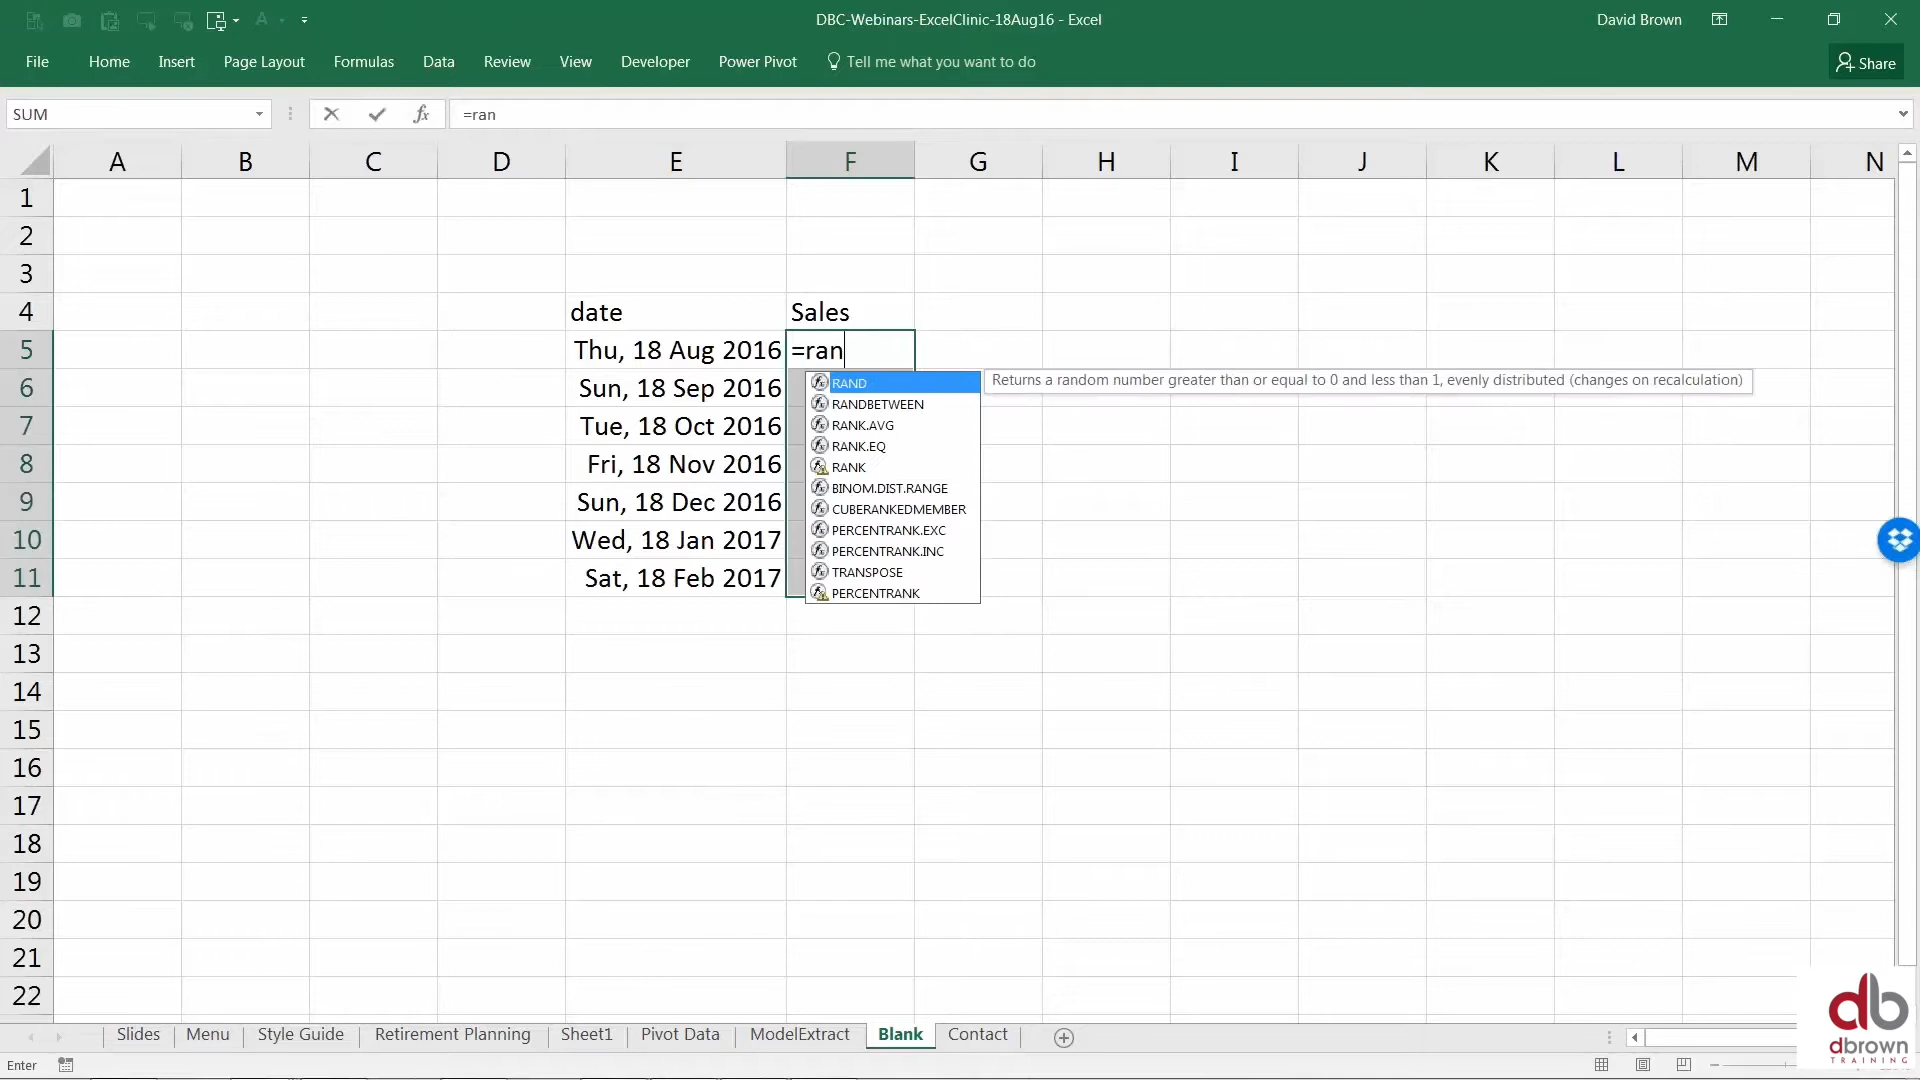 DBC-Webinars-ExcelClinic-18Aug16 - Excel
David Brown
File Home Insert Page Layout Formulas Data Review View Developer Power Pivot Tell me what you want to do Share
SUM fx =ran
A B C D E F G H I J K L M N
1
2
3
4 date Sales
5 Thu, 18 Aug 2016 =ran
RAND Returns a random number greater than or equal to 0 and less than 1, evenly distributed (changes on recalculation)
6 Sun, 18 Sep 2016 RANDBETWEEN
7 Tue, 18 Oct 2016 RANK.AVG
RANK.EQ
8 Fri, 18 Nov 2016 RANK
BINOM.DIST.RANGE
9 Sun, 18 Dec 2016 CUBERANKEDMEMBER
PERCENTRANK.EXC
10 Wed, 18 Jan 2017 PERCENTRANK.INC
11 Sat, 18 Feb 2017 TRANSPOSE
PERCENTRANK
12
13
14
15
16
17
18
19
20
21
22
Slides Menu Style Guide Retirement Planning Sheet1 Pivot Data ModelExtract Blank Contact
Enter
db
dbrown
TRAINING